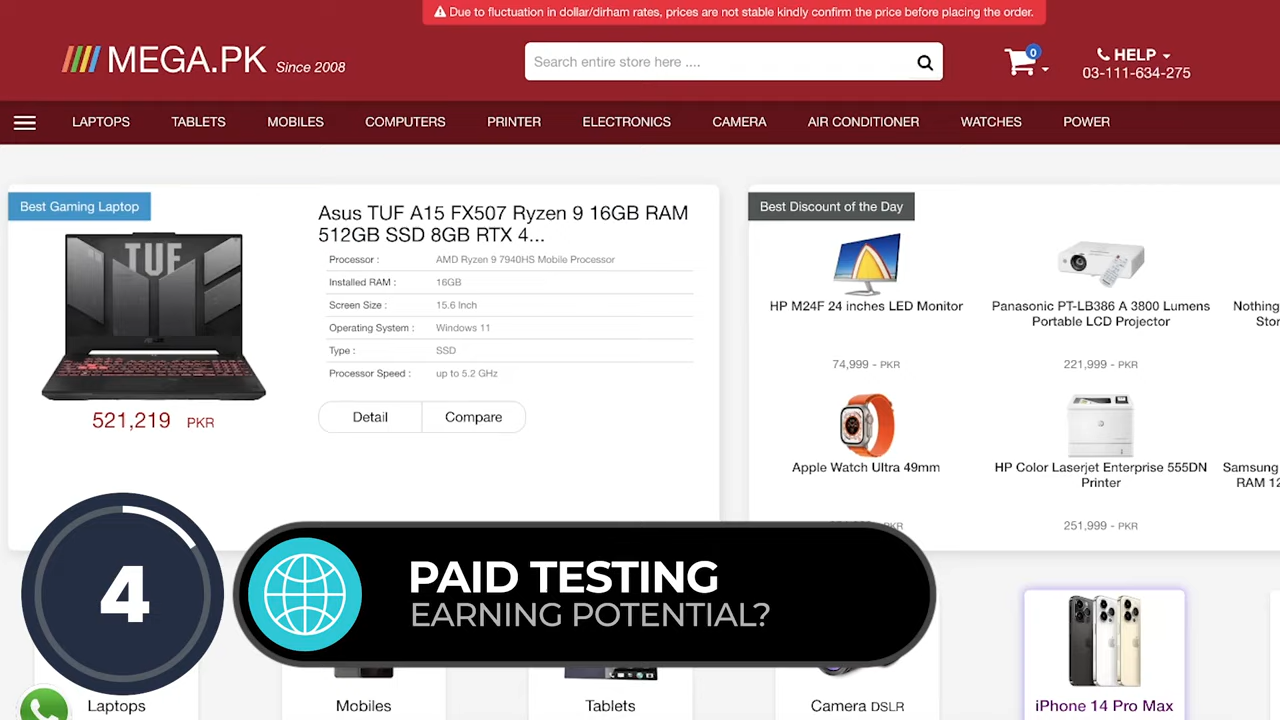 Due to fluctuation in dollar/dirham rates, prices are not stable kindly confirm the price before placing the order.
MEGA.PK Since 2008
Search entire store here ....
0
HELP
03-111-634-275
LAPTOPS TABLETS MOBILES COMPUTERS PRINTER ELECTRONICS CAMERA AIR CONDITIONER WATCHES POWER
Best Gaming Laptop
TUF
521,219 PKR
Asus TUF A15 FX507 Ryzen 9 16GB RAM
512GB SSD 8GB RTX 4...
Processor : AMD Ryzen 9 7940HS Mobile Processor
Installed RAM : 16GB
Screen Size : 15.6 Inch
Operating System : Windows 11
Type : SSD
Processor Speed : up to 5.2 GHz
Detail Compare
Best Discount of the Day
HP M24F 24 inches LED Monitor
74,999 - PKR
Panasonic PT-LB386 A 3800 Lumens
Portable LCD Projector
221,999 - PKR
Nothing
Apple Watch Ultra 49mm
PKR
HP Color Laserjet Enterprise 555DN
Printer
251,999 - PKR
Samsung
4
PAID TESTING
EARNING POTENTIAL?
Laptops
Mobiles
Tablets
Camera DSLR
iPhone 14 Pro Max